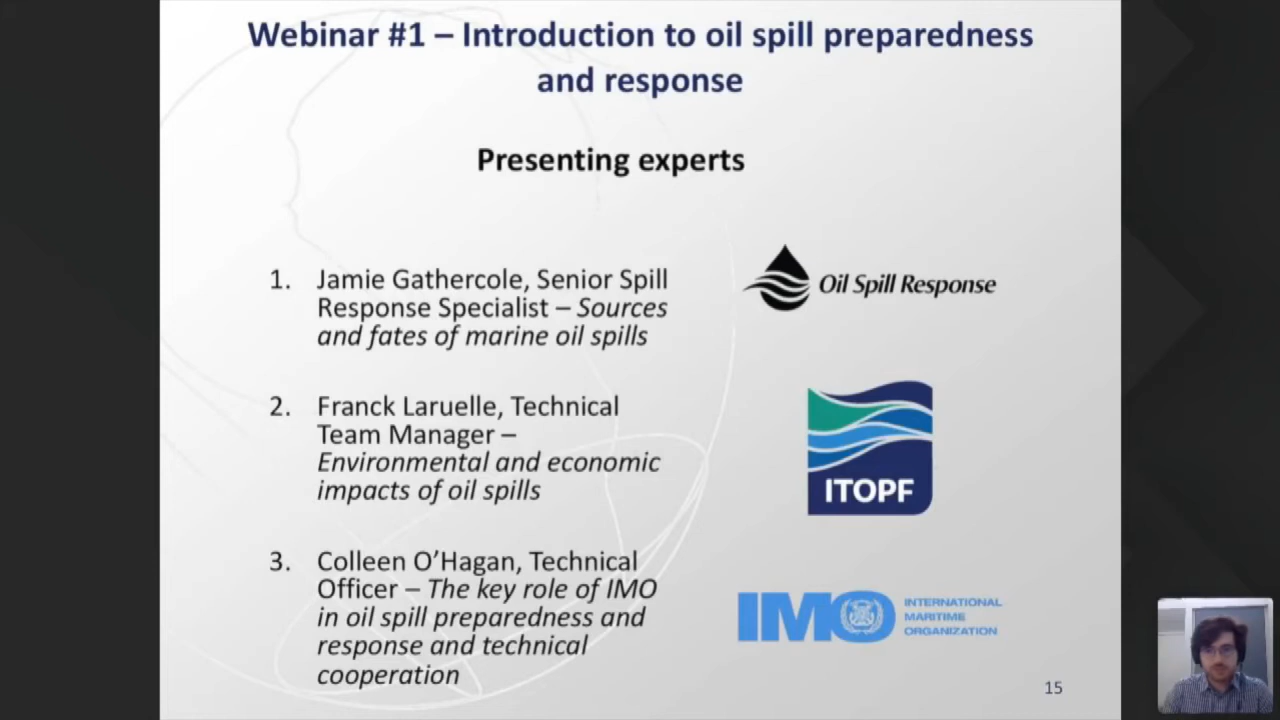 Webinar #1 – Introduction to oil spill preparedness
and response
Presenting experts
1. Jamie Gathercole, Senior Spill
Response Specialist – Sources
and fates of marine oil spills
Oil Spill Response
2. Franck Laruelle, Technical
Team Manager –
Environmental and economic
impacts of oil spills
ITOPF
3. Colleen O’Hagan, Technical
Officer – The key role of IMO
in oil spill preparedness and
response and technical
cooperation
IMO
INTERNATIONAL
MARITIME
ORGANIZATION
15